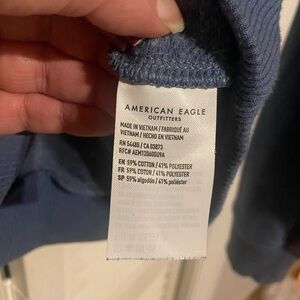 AMERICAN EAGLE
OUTFITTERS
MADE IN VIETNAM / FABRIQUÉ AU
VIETNAM / HECHO EN VIETNAM
RN 54485 / CA 03873
EN 59% COTTON / 41% POLYESTER
FR 59% COTON / 41% POLYESTER
SP 59% algodón / 41% poliéster